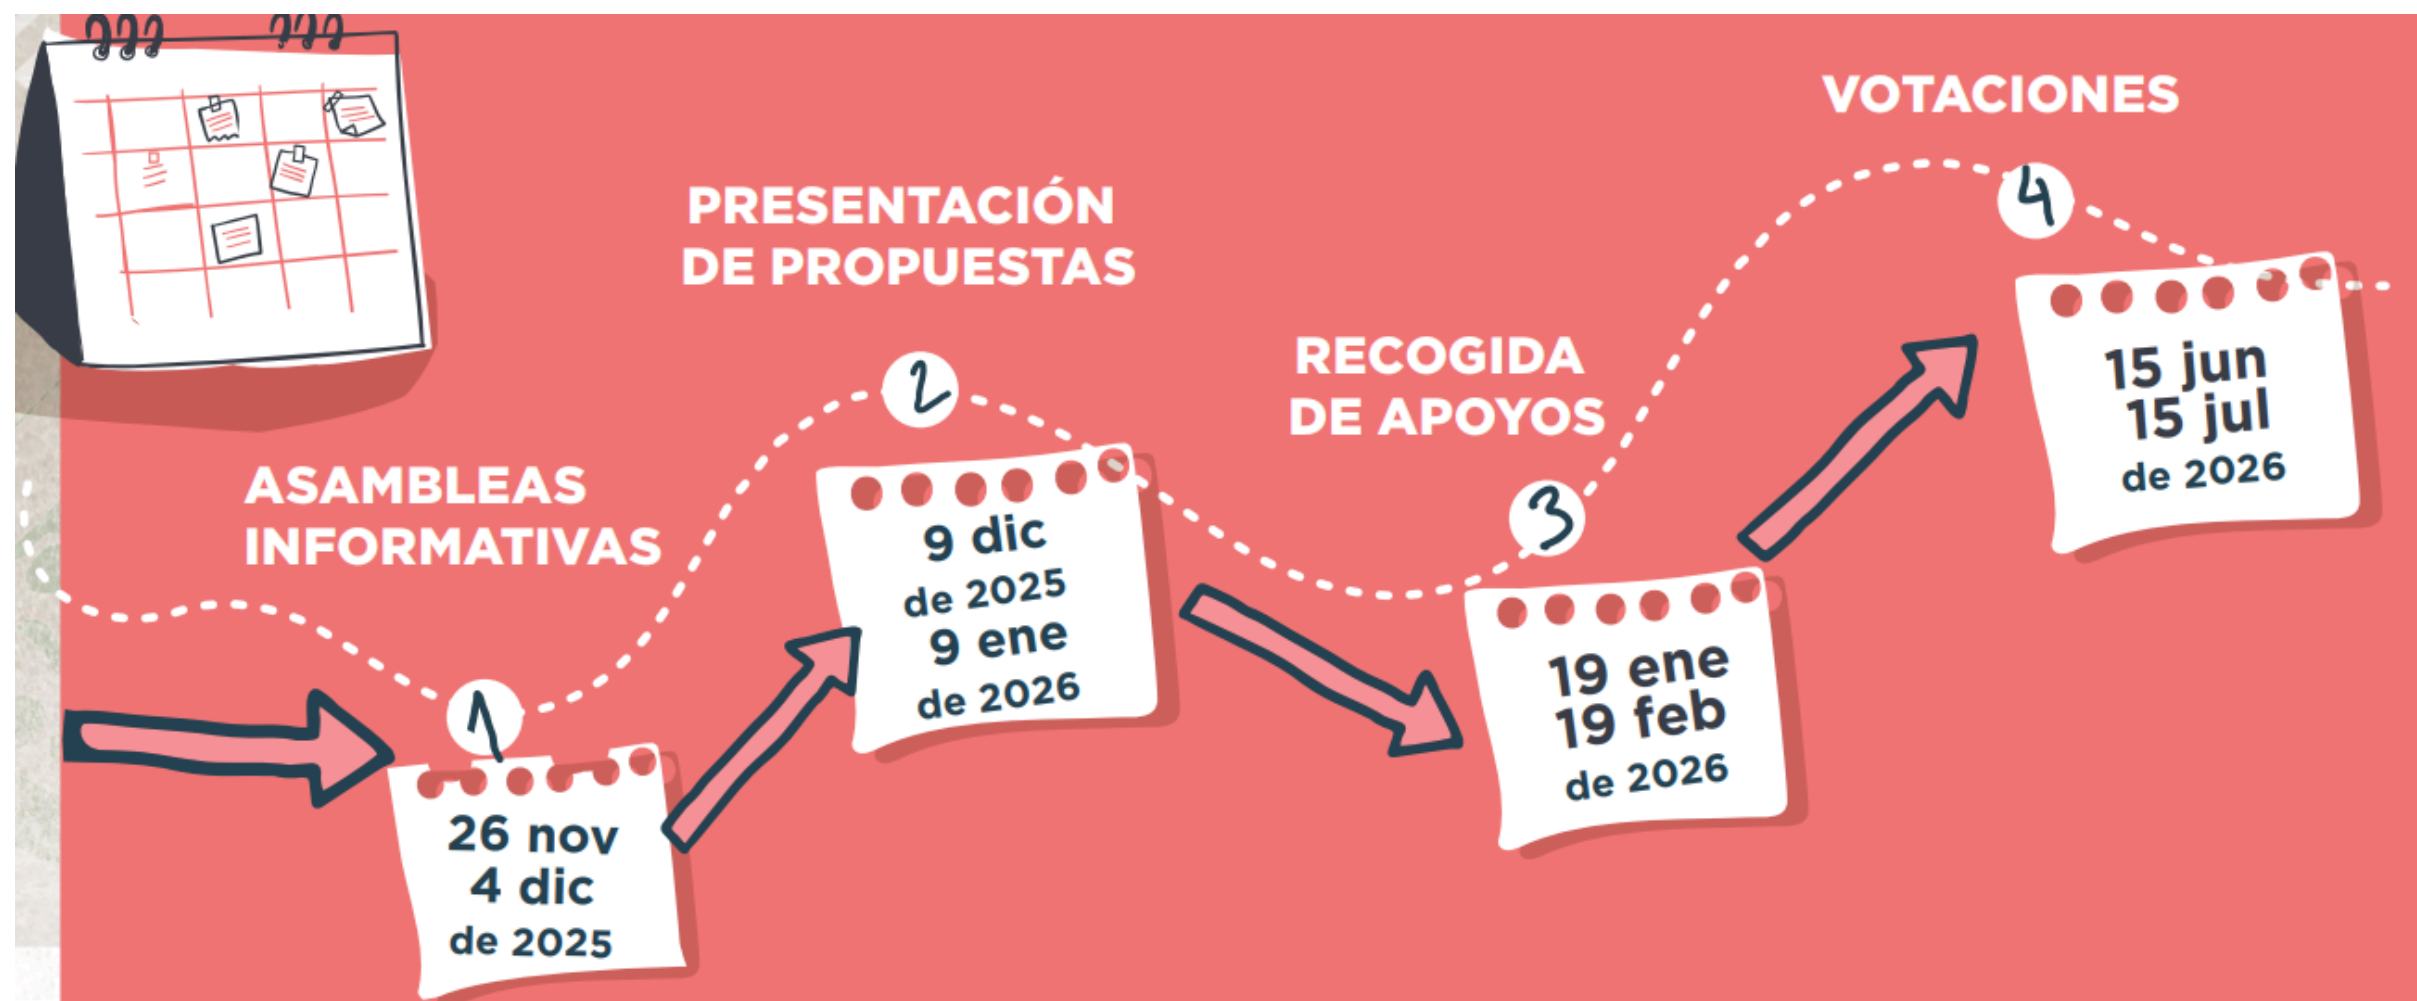 ASAMBLEAS
INFORMATIVAS
1
26 nov
4 dic
de 2025
PRESENTACIÓN
DE PROPUESTAS
2
9 dic
de 2025
9 ene
de 2026
RECOGIDA
DE APOYOS
3
19 ene
19 feb
de 2026
VOTACIONES
4
15 jun
15 jul
de 2026